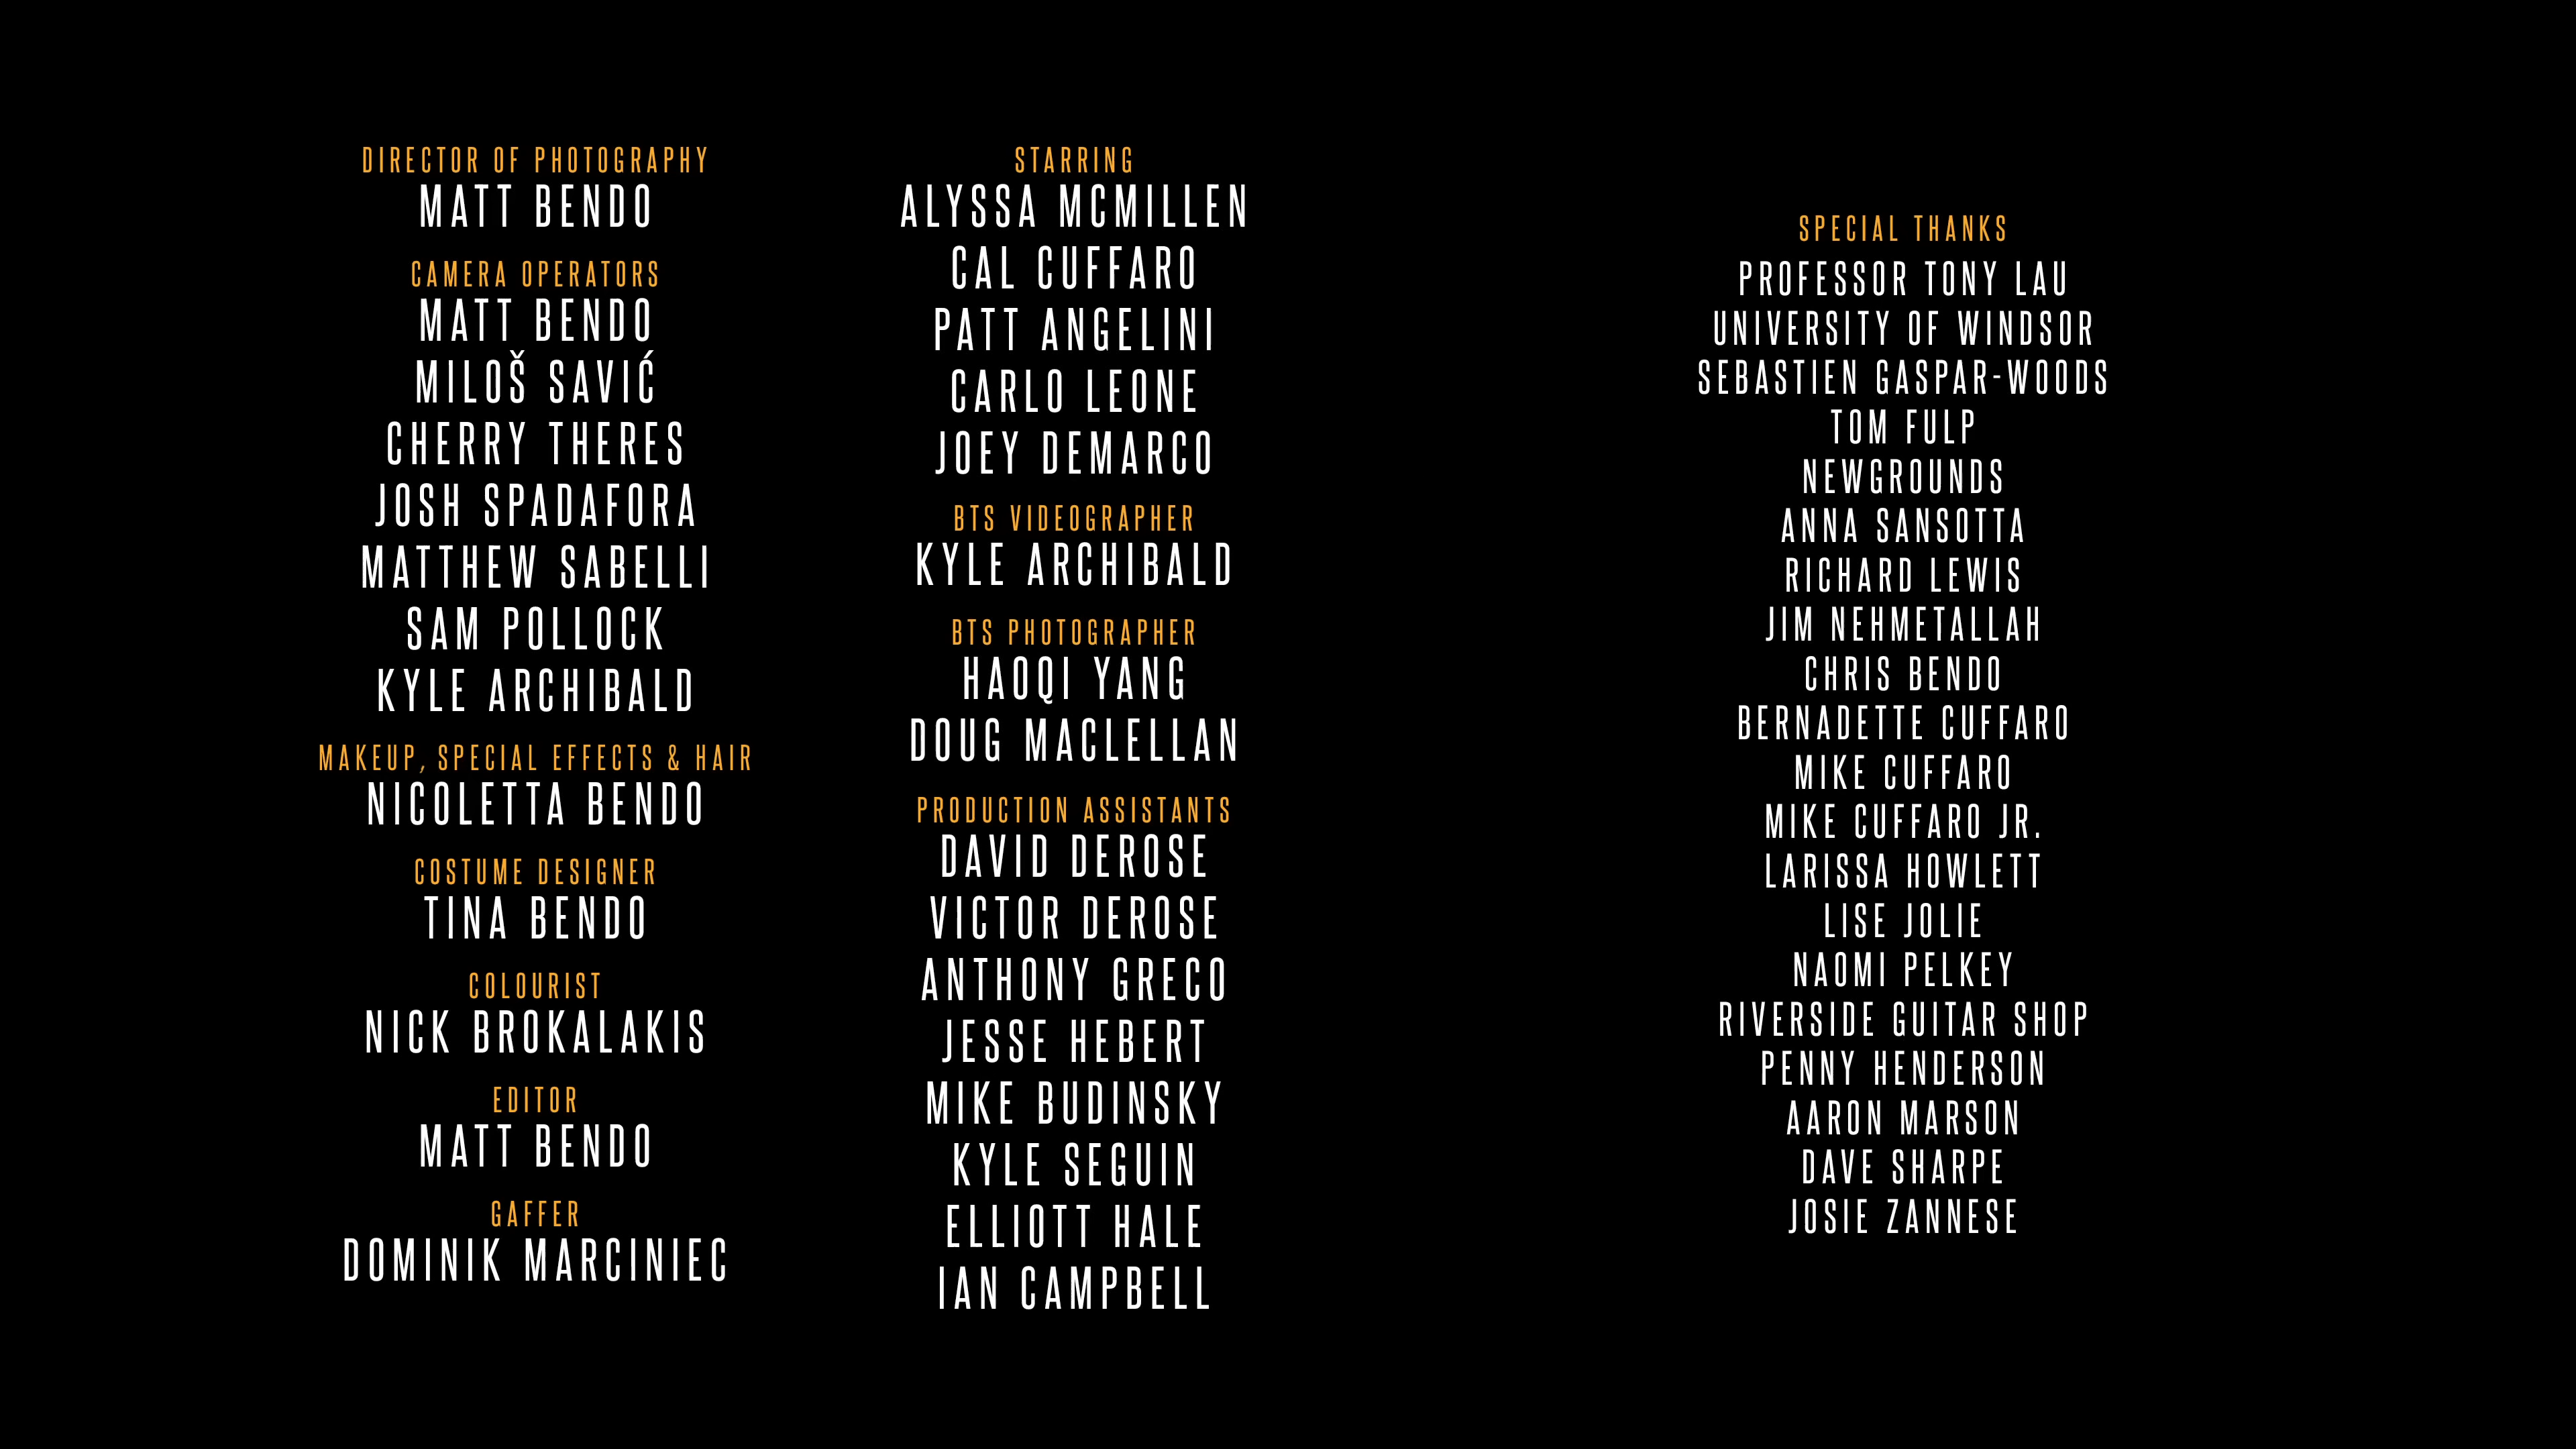 DIRECTOR OF PHOTOGRAPHY
MATT BENDO
CAMERA OPERATORS
MATT BENDO
MILOŠ SAVIĆ
CHERRY THERES
JOSH SPADAFORA
MATTHEW SABELLI
SAM POLLOCK
KYLE ARCHIBALD
MAKEUP, SPECIAL EFFECTS & HAIR
NICOLETTA BENDO
COSTUME DESIGNER
TINA BENDO
COLOURIST
NICK BROKALAKIS
EDITOR
MATT BENDO
GAFFER
DOMINIK MARCINIEC
STARRING
ALYSSA MCMILLEN
CAL CUFFARO
PATT ANGELINI
CARLO LEONE
JOEY DEMARCO
BTS VIDEOGRAPHER
KYLE ARCHIBALD
BTS PHOTOGRAPHER
HAOQI YANG
DOUG MACLELLAN
PRODUCTION ASSISTANTS
DAVID DEROSE
VICTOR DEROSE
ANTHONY GRECO
JESSE HEBERT
MIKE BUDINSKY
KYLE SEGUIN
ELLIOTT HALE
IAN CAMPBELL
SPECIAL THANKS
PROFESSOR TONY LAU
UNIVERSITY OF WINDSOR
SEBASTIEN GASPAR-WOODS
TOM FULP
NEWGROUNDS
ANNA SANSOTTA
RICHARD LEWIS
JIM NEHMETALLAH
CHRIS BENDO
BERNADETTE CUFFARO
MIKE CUFFARO
MIKE CUFFARO JR.
LARISSA HOWLETT
LISE JOLIE
NAOMI PELKEY
RIVERSIDE GUITAR SHOP
PENNY HENDERSON
AARON MARSON
DAVE SHARPE
JOSIE ZANNESE